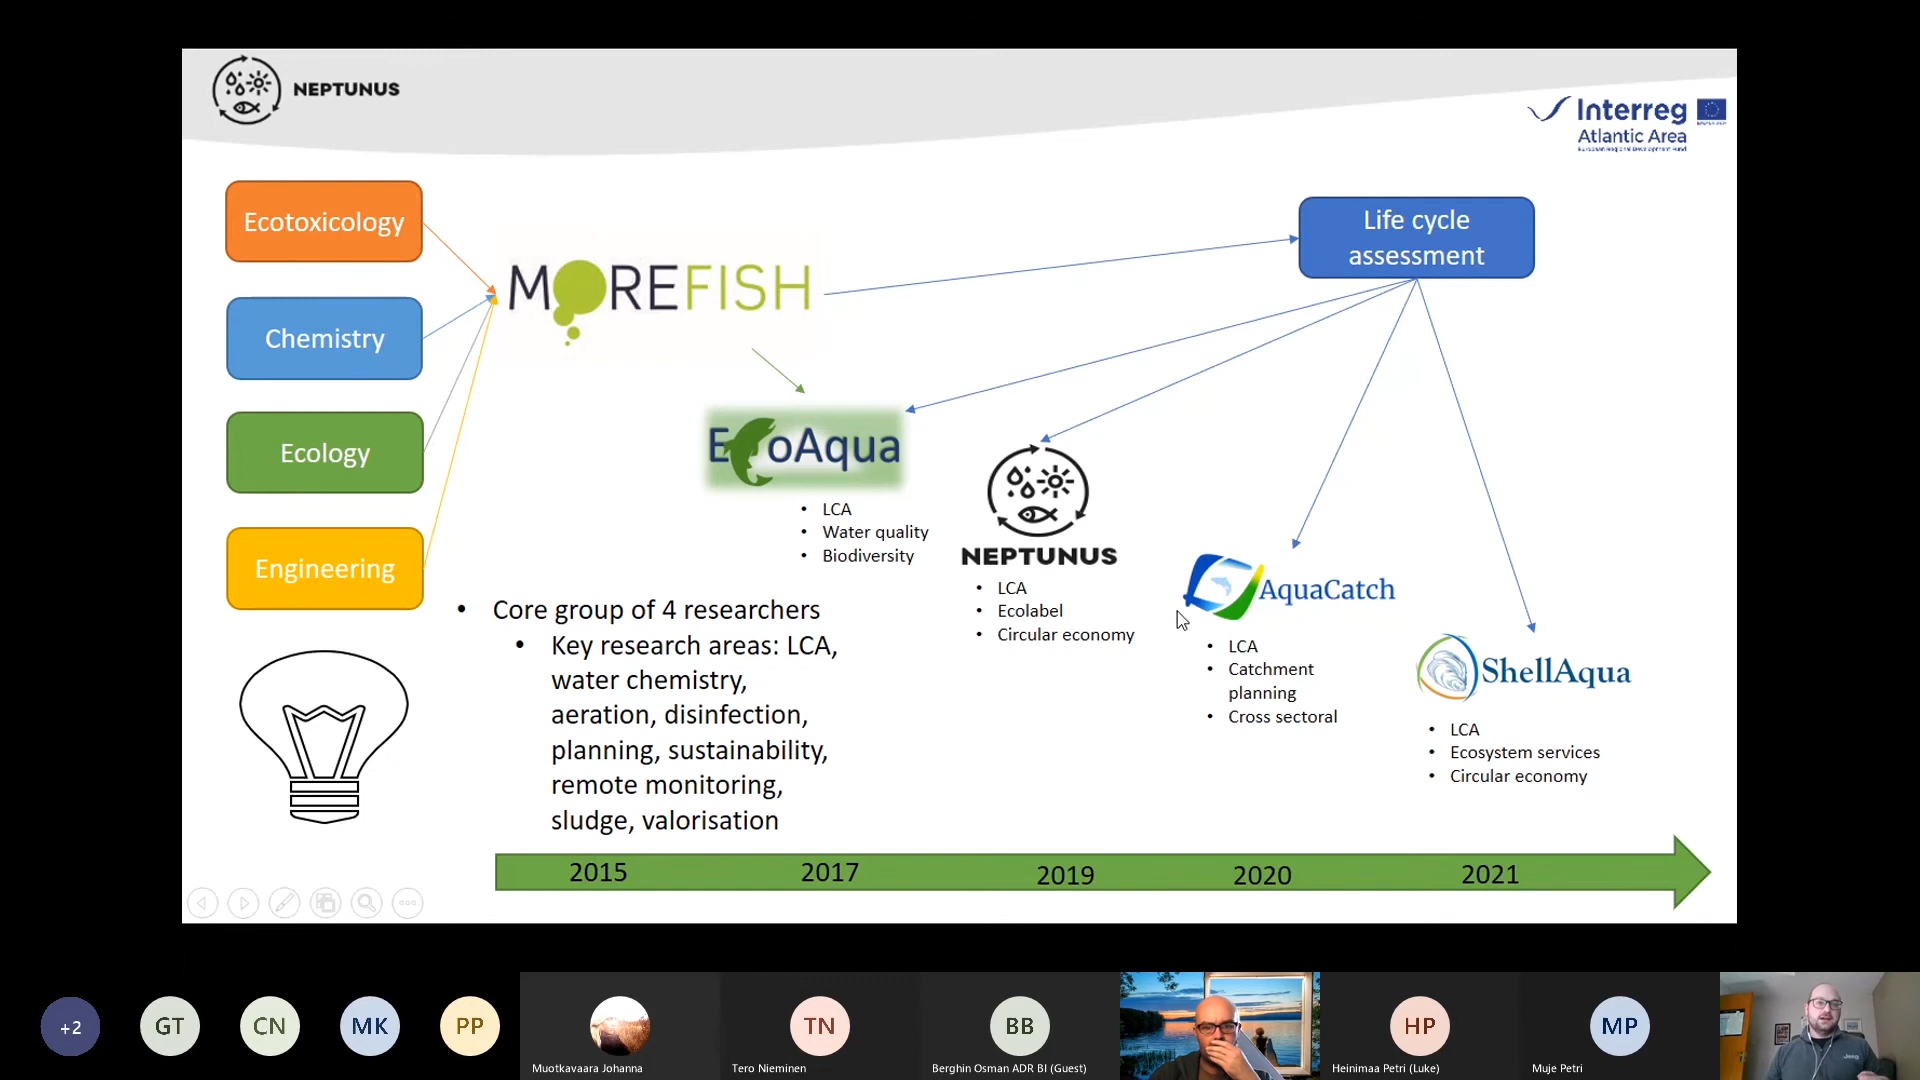 NEPTUNUS
Interreg
Atlantic Area
European Regional Development Fund
Ecotoxicology
Chemistry
Ecology
Engineering
MOREFISH
Life cycle
assessment
EcoAqua
• LCA
• Water quality
• Biodiversity
NEPTUNUS
• LCA
• Ecolabel
• Circular economy
AquaCatch
• LCA
• Catchment
planning
• Cross sectoral
ShellAqua
• LCA
• Ecosystem services
• Circular economy
• Core group of 4 researchers
• Key research areas: LCA,
water chemistry,
aeration, disinfection,
planning, sustainability,
remote monitoring,
sludge, valorisation
2015
2017
2019
2020
2021
+2
GT
CN
MK
PP
Muotkavaara Johanna
TN
Tero Nieminen
BB
Berghin Osman ADR BI (Guest)
HP
Heinimaa Petri (Luke)
MP
Muje Petri